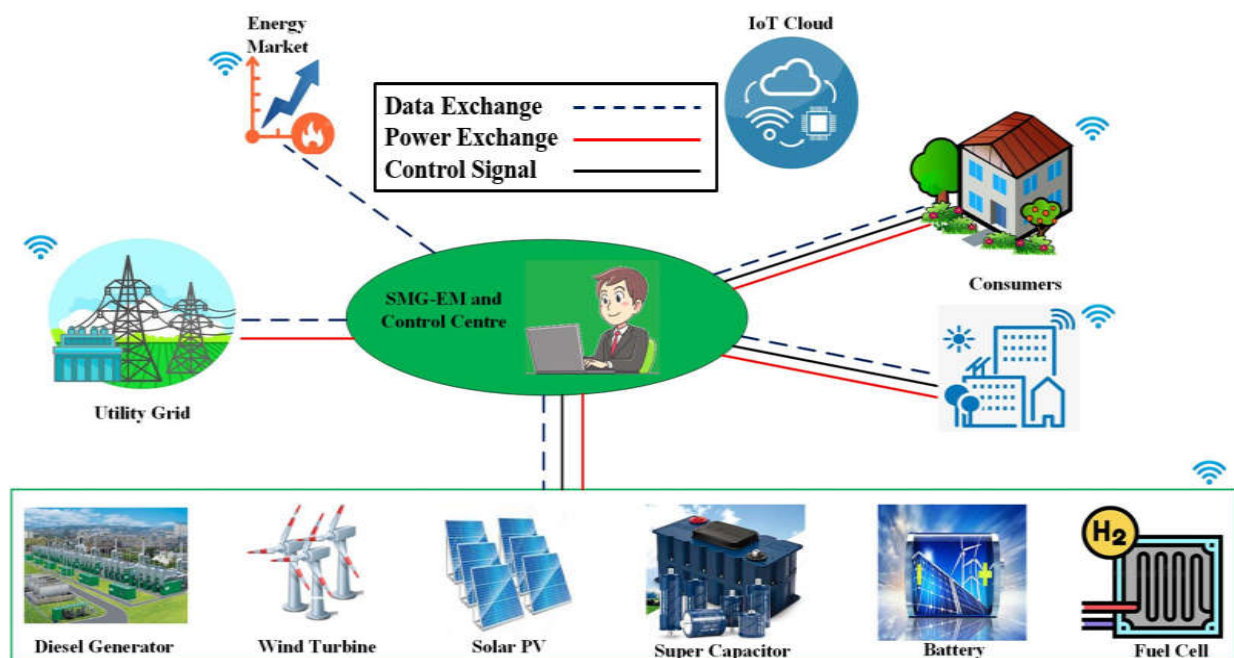 Energy
Market
IoT Cloud
Data Exchange
Power Exchange
Control Signal
SMG-EM and
Control Centre
Consumers
Utility Grid
H2
Diesel Generator
Wind Turbine
Solar PV
Super Capacitor
Battery
Fuel Cell